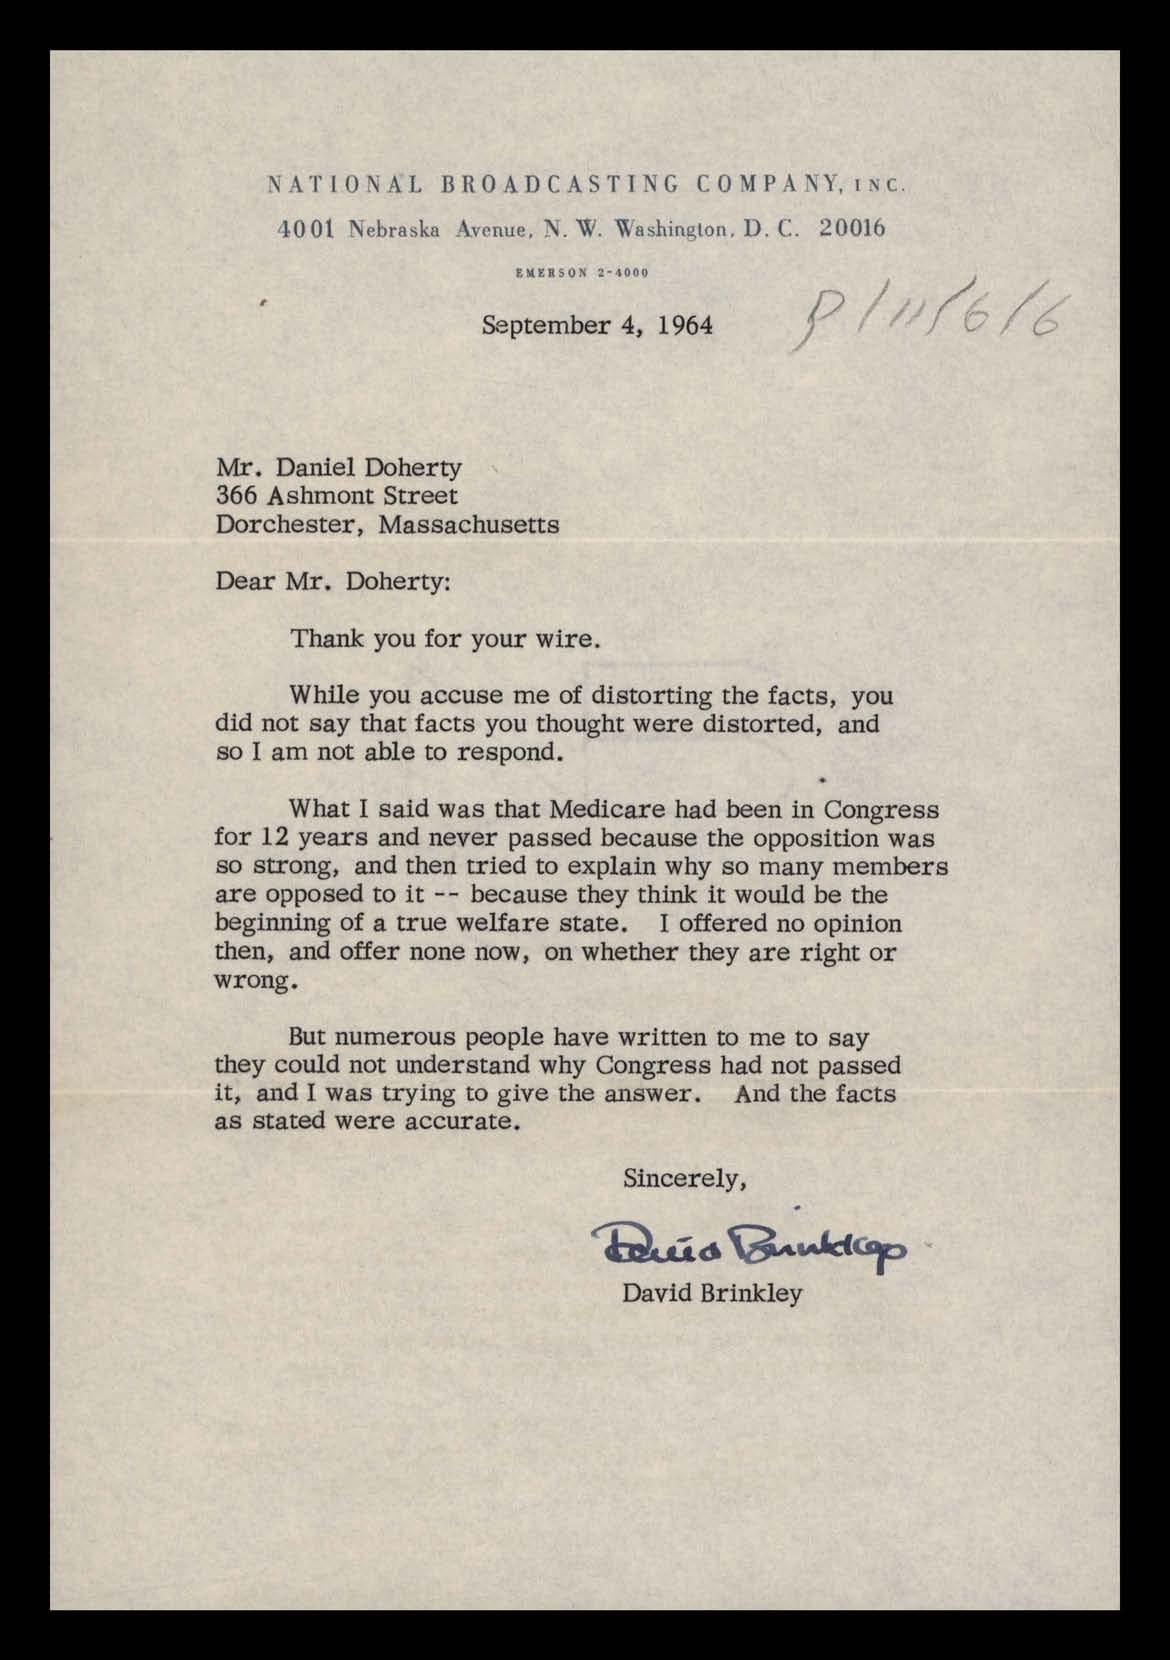 NATIONAL BROADCASTING COMPANY, INC.
4001 Nebraska Avenue, N. W. Washington, D. C. 20016
EMERSON 2-4000
September 4, 1964
Mr. Daniel Doherty
366 Ashmont Street
Dorchester, Massachusetts
Dear Mr. Doherty:
Thank you for your wire.
While you accuse me of distorting the facts, you
did not say that facts you thought were distorted, and
so I am not able to respond.
What I said was that Medicare had been in Congress
for 12 years and never passed because the opposition was
so strong, and then tried to explain why so many members
are opposed to it -- because they think it would be the
beginning of a true welfare state. I offered no opinion
then, and offer none now, on whether they are right or
wrong.
But numerous people have written to me to say
they could not understand why Congress had not passed
it, and I was trying to give the answer. And the facts
as stated were accurate.
Sincerely,
David Brinkley
David Brinkley